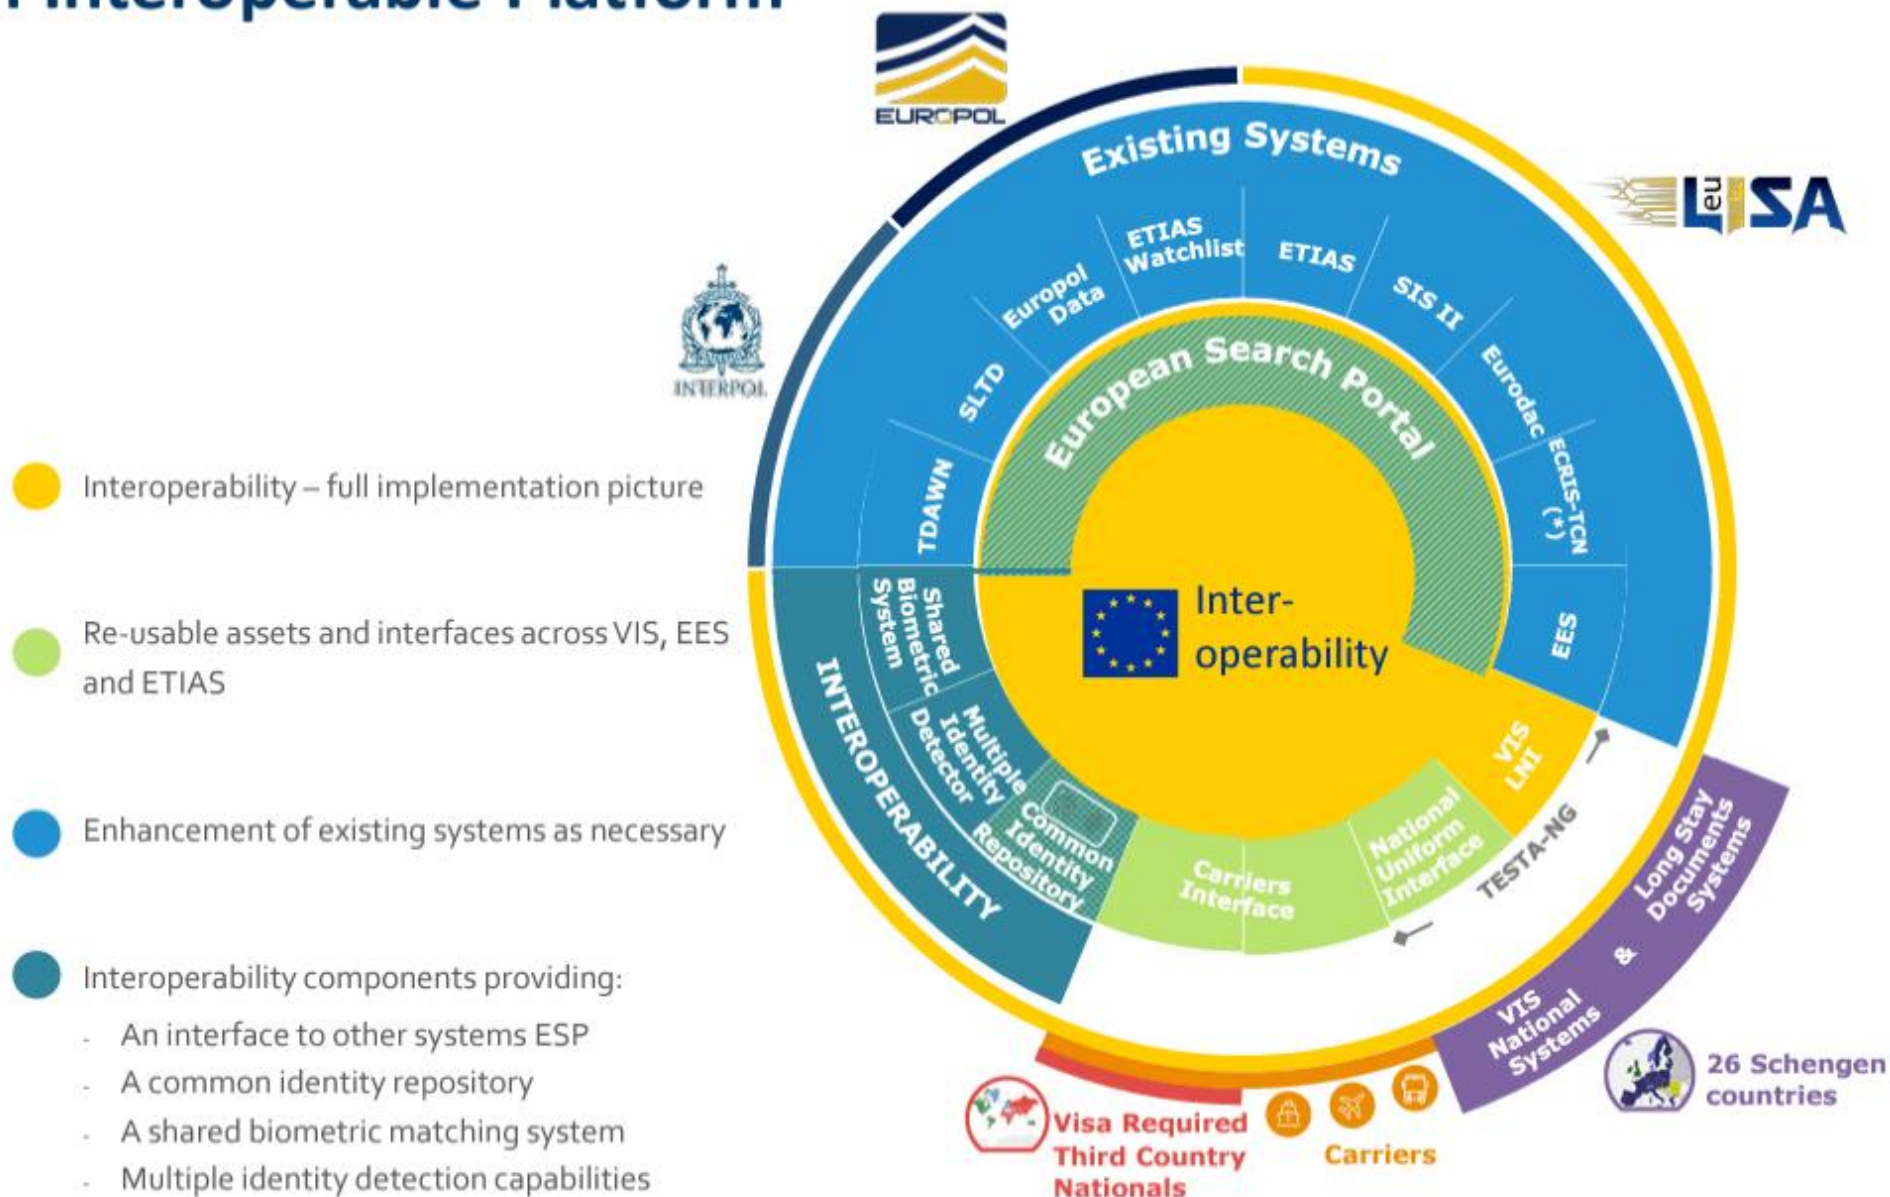 Interoperable Platform
EUROPOL
eu
LISA
INTERPOL
Existing Systems
ETIAS
Watchlist
ETIAS
SIS II
Eurodac
ECRIS-TCN
(*)
EES
Europol
Data
SLTD
TDAWN
European Search Portal
Inter-
operability
Shared
Biometric
System
Multiple
Identity
Detector
Common
Identity
Repository
INTEROPERABILITY
Carriers
Interface
National
Uniform
Interface
VIS
LNI
TESTA-NG
Long Stay
Documents
Systems
&
VIS
National
Systems
26 Schengen
countries
Carriers
Visa Required
Third Country
Nationals
Interoperability – full implementation picture
Re-usable assets and interfaces across VIS, EES
and ETIAS
Enhancement of existing systems as necessary
Interoperability components providing:
- An interface to other systems ESP
- A common identity repository
- A shared biometric matching system
- Multiple identity detection capabilities